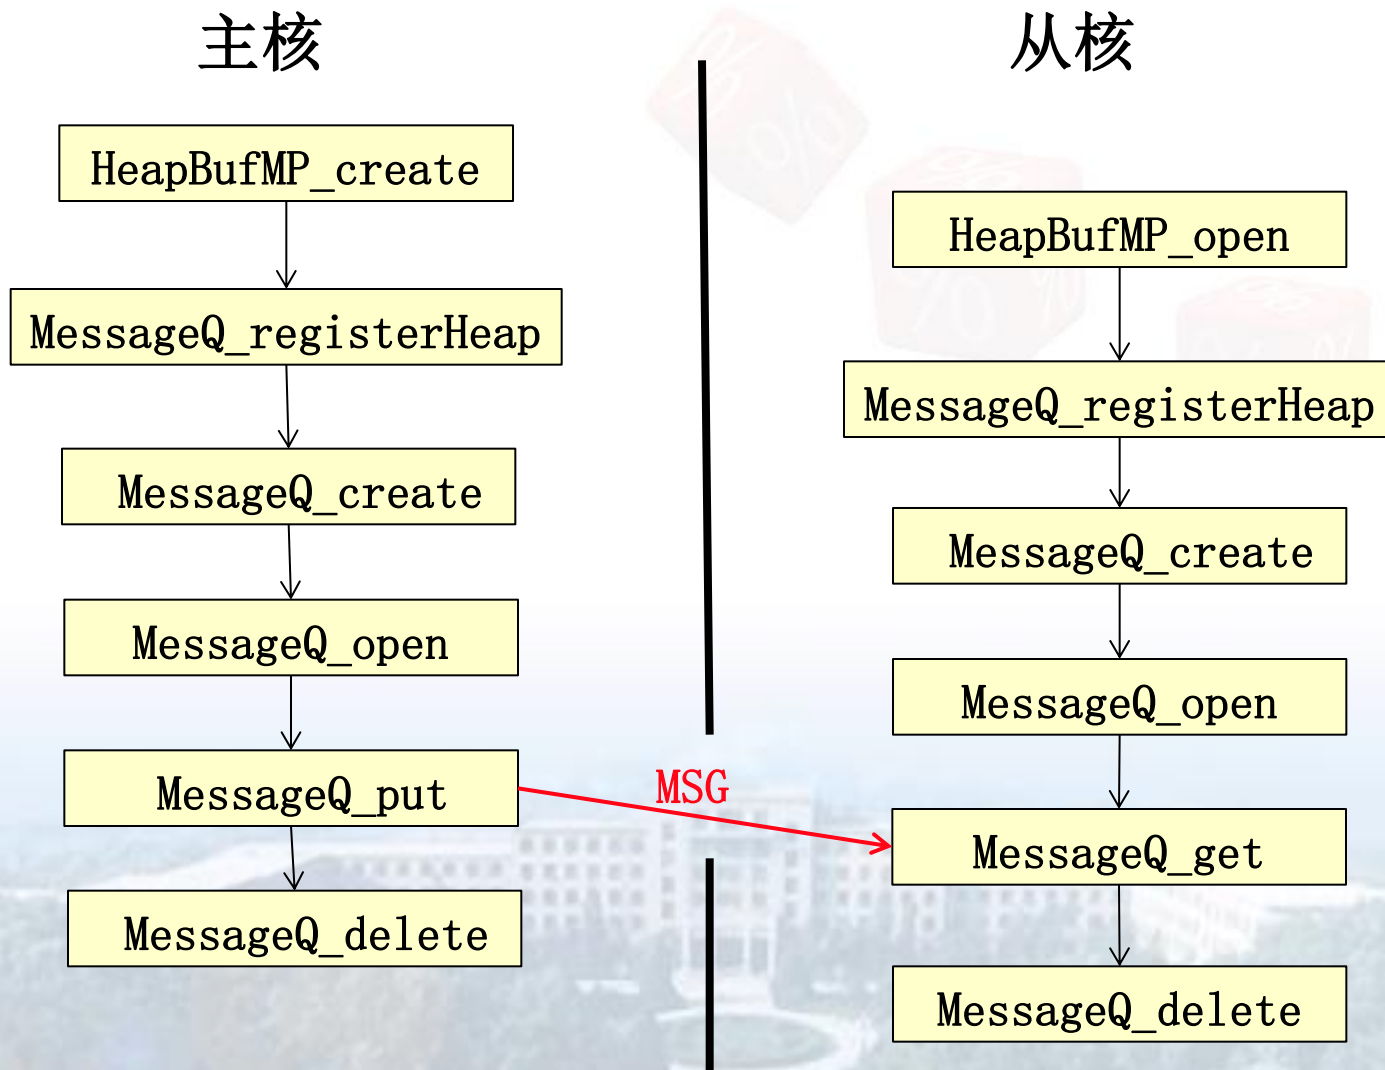 主核
从核
HeapBufMP_create
MessageQ_registerHeap
MessageQ_create
MessageQ_open
MessageQ_put
MessageQ_delete
MSG
HeapBufMP_open
MessageQ_registerHeap
MessageQ_create
MessageQ_open
MessageQ_get
MessageQ_delete